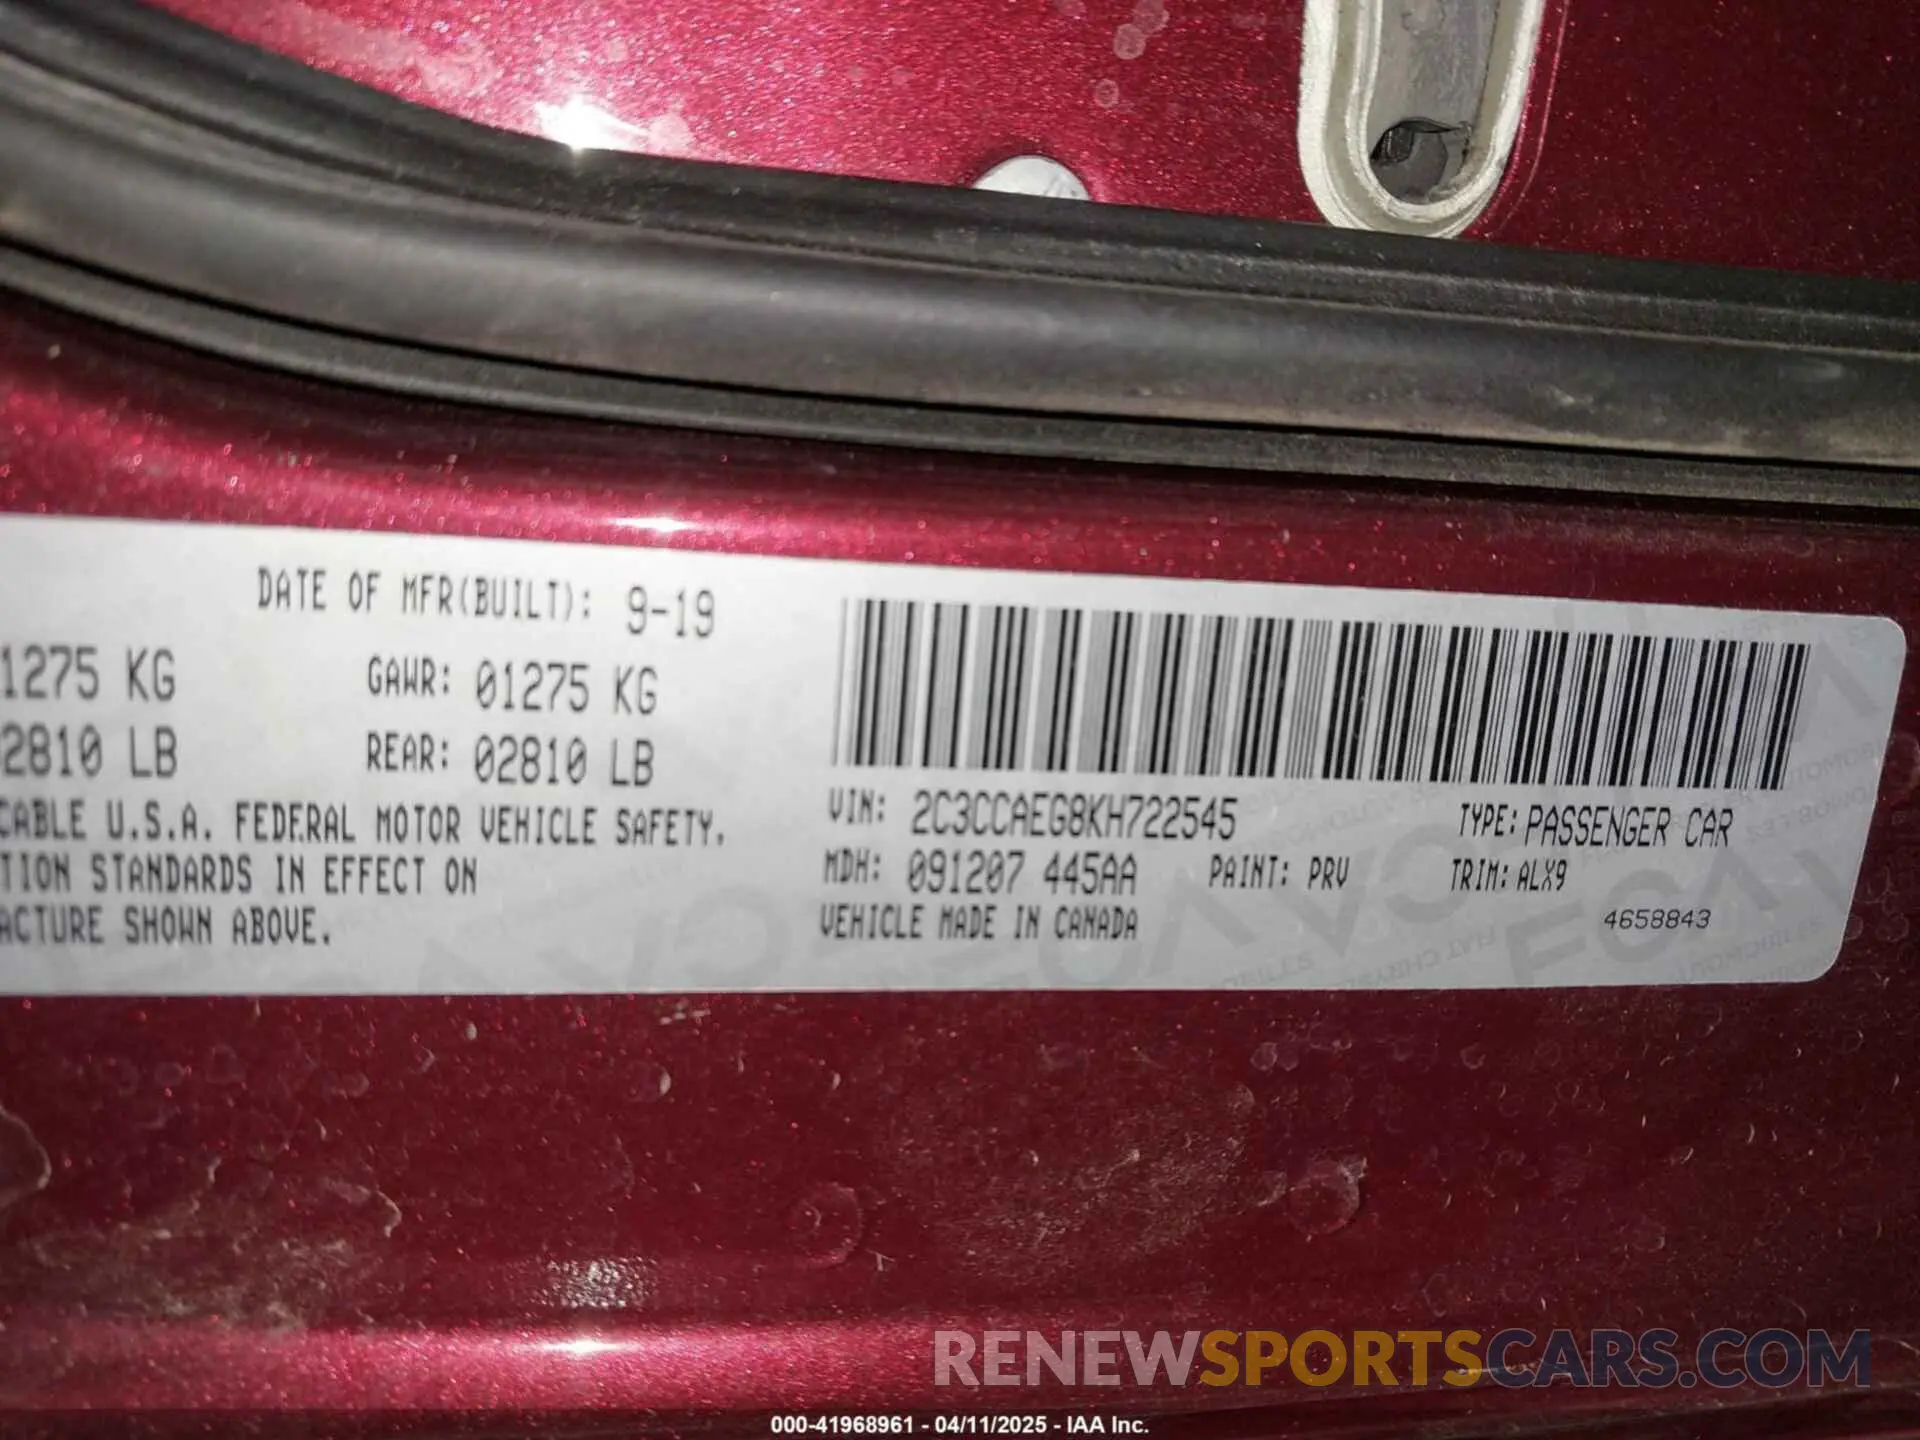 DATE OF MFR(BUILT): 9-19
1275 KG GAWR: 01275 KG
2810 LB REAR: 02810 LB
CABLE U.S.A. FEDERAL MOTOR VEHICLE SAFETY.
TION STANDARDS IN EFFECT ON
ACTURE SHOWN ABOVE.
VIN: 2C3CCAEG8KH722545 TYPE: PASSENGER CAR
MDH: 091207 445AA PAINT: PRV TRIM: ALX9
VEHICLE MADE IN CANADA
4658843
RENEWSPORTSCARS.COM
000-41968961 - 04/11/2025 - IAA Inc.